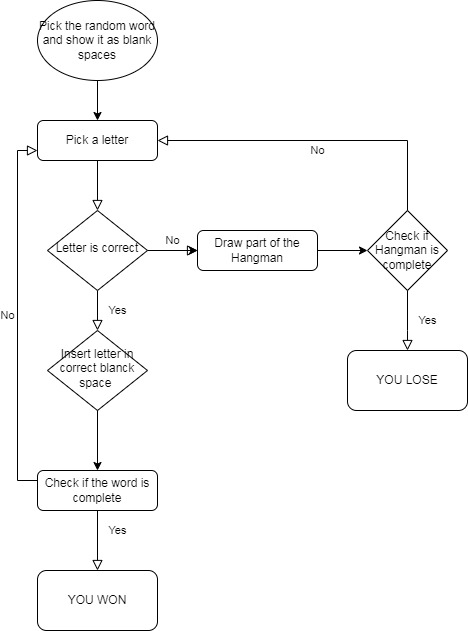 Pick the random word
and show it as blank
spaces
Pick a letter
No
Letter is correct
No
Draw part of the
Hangman
Check if
Hangman is
complete
Yes
Yes
No
Insert letter in
correct blanck
space
YOU LOSE
Check if the word is
complete
Yes
YOU WON